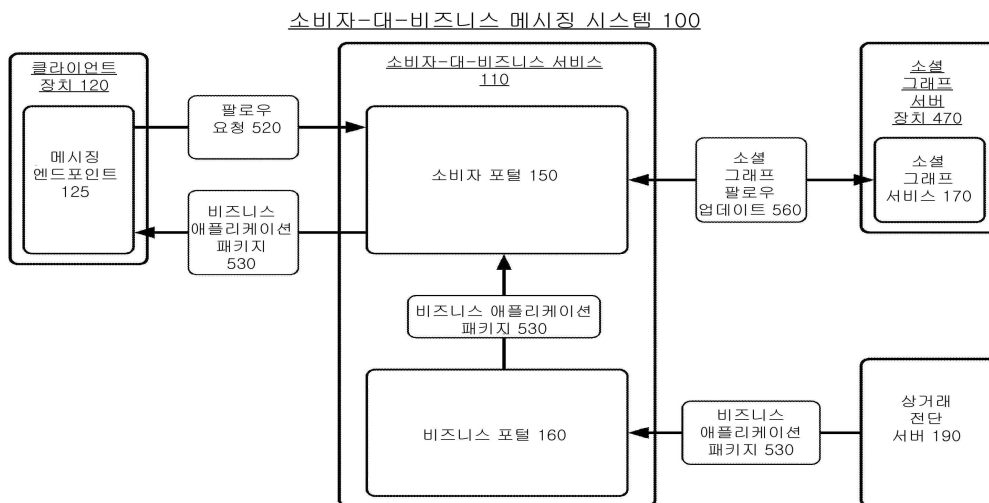 소비자-대-비즈니스 메시징 시스템 100
클라이언트
장치 120
메시징
엔드포인트
125
팔로우
요청 520
비즈니스
애플리케이션
패키지
530
소비자-대-비즈니스 서비스
110
소비자 포털 150
비즈니스 애플리케이션
패키지 530
비즈니스 포털 160
소셜
그래프
팔로우
업데이트 560
소셜
그래프
서버
장치 470
소셜
그래프
서비스 170
비즈니스
애플리케이션
패키지 530
상거래
전단
서버 190